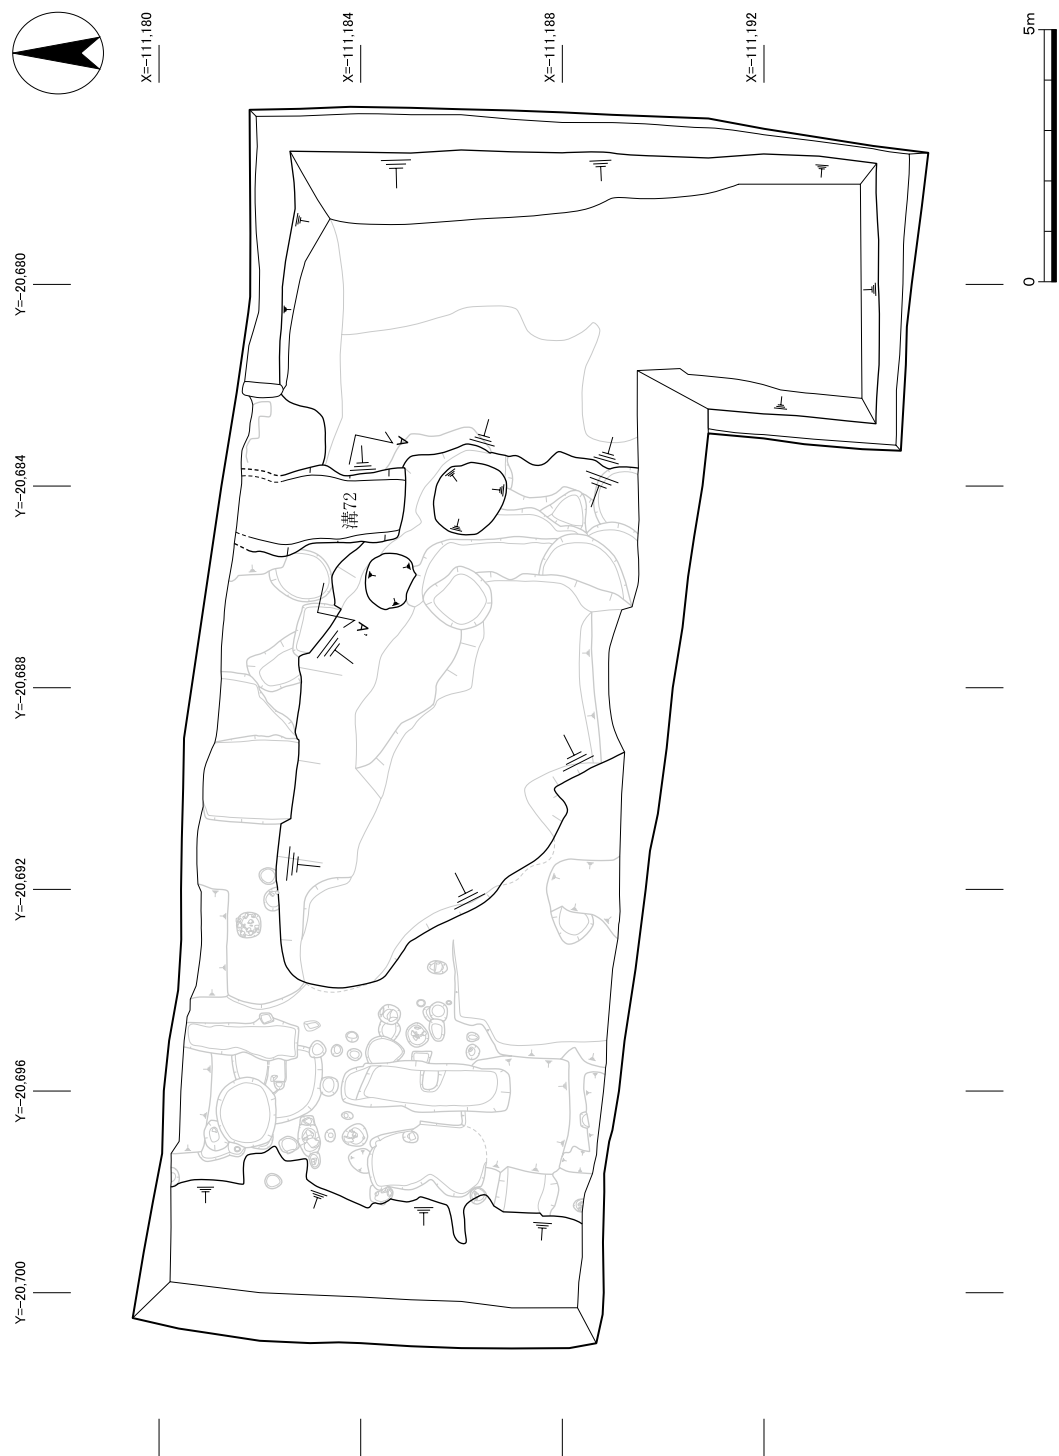 X=-111,180
X=-111,184
X=-111,188
X=-111,192
5m
0
Y=-20,680
Y=-20,684
Y=-20,688
Y=-20,692
Y=-20,696
Y=-20,700
A
溝72
A'